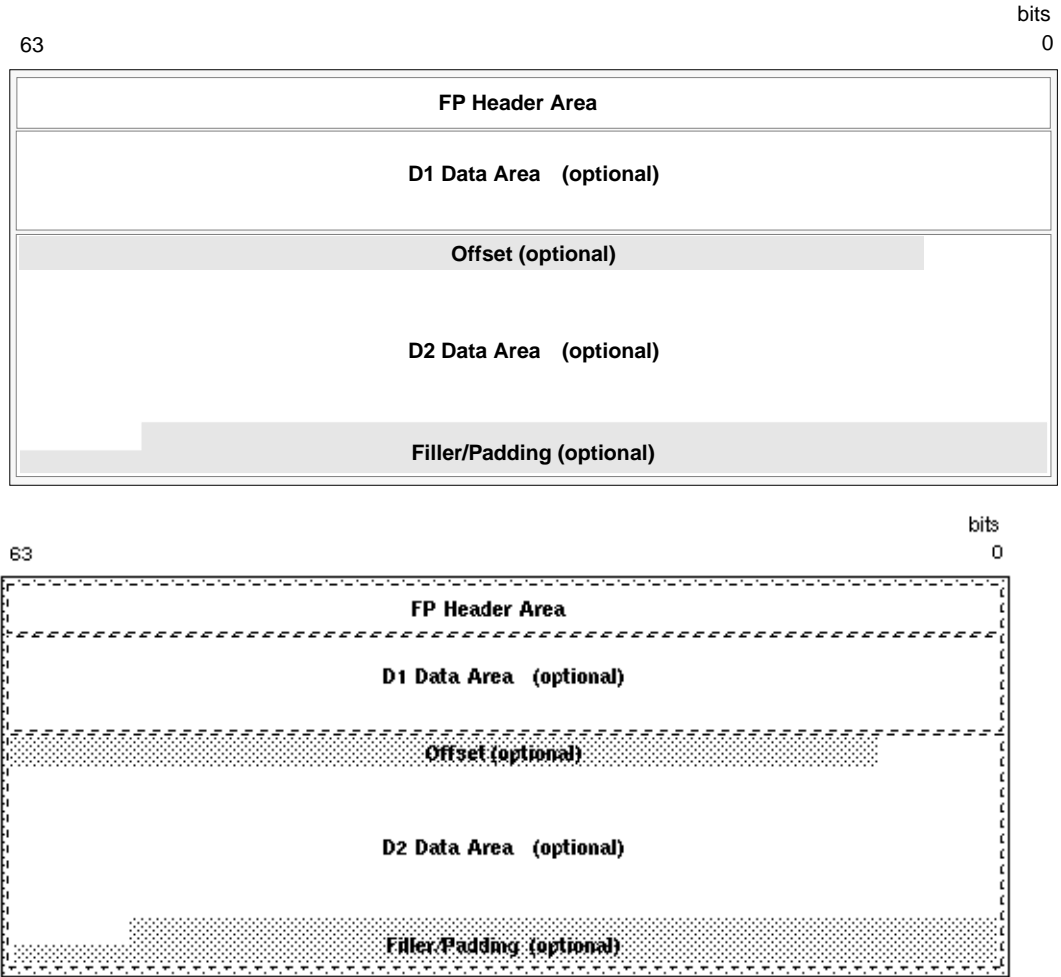 bits
63 0
FP Header Area
D1 Data Area (optional)
Offset (optional)
D2 Data Area (optional)
Filler/Padding (optional)
bits
63 0
FP Header Area
D1 Data Area (optional)
Offset (optional)
D2 Data Area (optional)
Filler/Padding (optional)